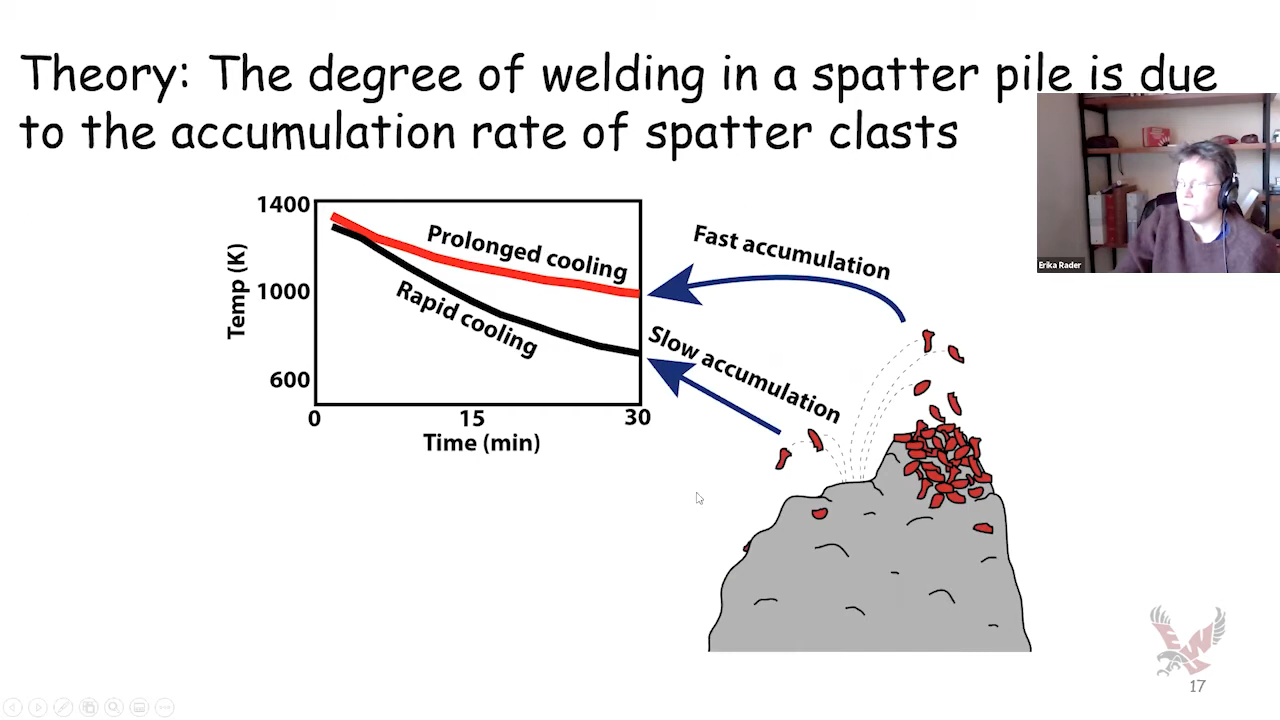 Theory: The degree of welding in a spatter pile is due
to the accumulation rate of spatter clasts
Erika Rader
1400
1000
600
Temp (K)
Prolonged cooling
Rapid cooling
0
15
30
Time (min)
Fast accumulation
Slow accumulation
EW
17